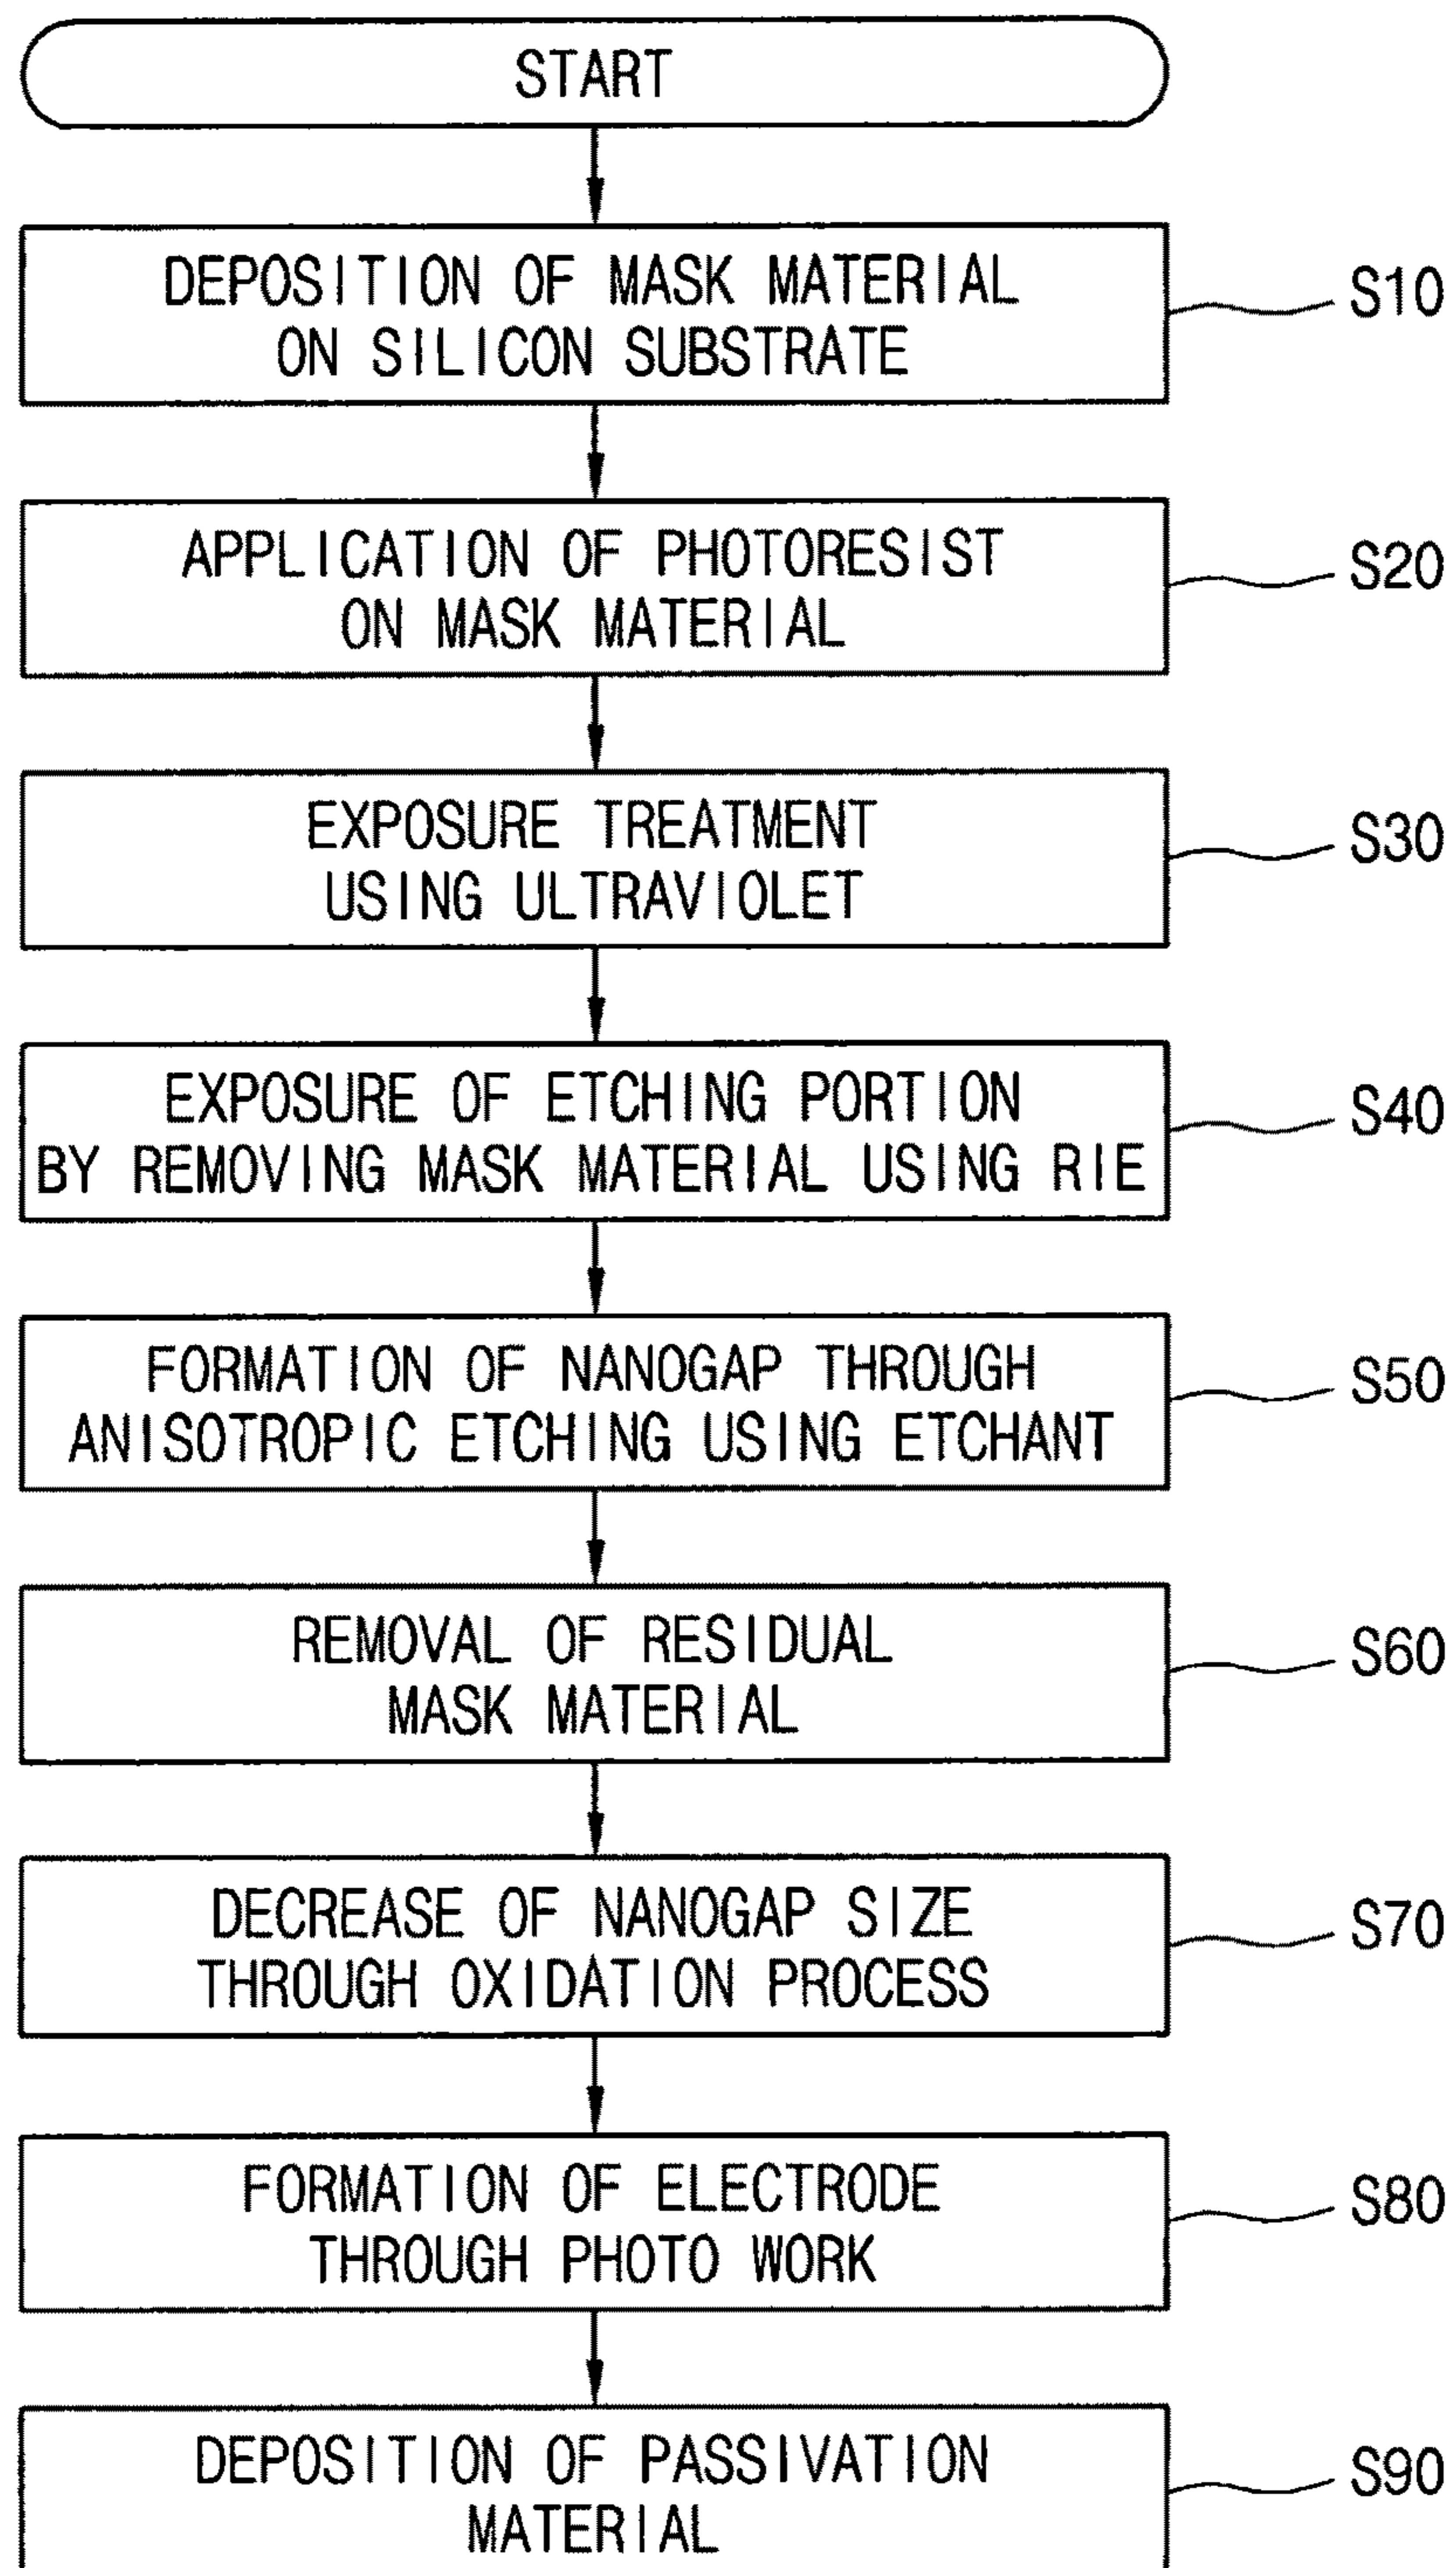 START
DEPOSITION OF MASK MATERIAL
ON SILICON SUBSTRATE
S10
APPLICATION OF PHOTORESIST
ON MASK MATERIAL
S20
EXPOSURE TREATMENT
USING ULTRAVIOLET
S30
EXPOSURE OF ETCHING PORTION
BY REMOVING MASK MATERIAL USING RIE
S40
FORMATION OF NANOGAP THROUGH
ANISOTROPIC ETCHING USING ETCHANT
S50
REMOVAL OF RESIDUAL
MASK MATERIAL
S60
DECREASE OF NANOGAP SIZE
THROUGH OXIDATION PROCESS
S70
FORMATION OF ELECTRODE
THROUGH PHOTO WORK
S80
DEPOSITION OF PASSIVATION
MATERIAL
S90